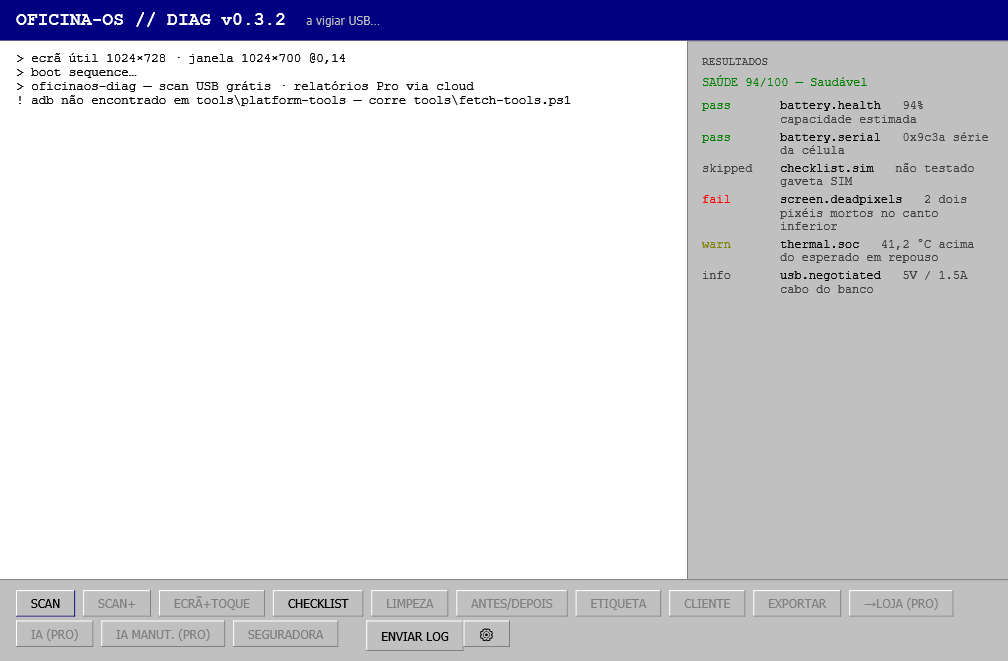 OFICINA-OS // DIAG v0.3.2 a vigiar USB…
> ecrã útil 1024×728 · janela 1024×700 @0,14
> boot sequence…
> oficinaos-diag — scan USB grátis · relatórios Pro via cloud
! adb não encontrado em tools\platform-tools — corre tools\fetch-tools.ps1
RESULTADOS
SAÚDE 94/100 — Saudável
pass battery.health 94%
capacidade estimada
pass battery.serial 0x9c3a série
da célula
skipped checklist.sim não testado
gaveta SIM
fail screen.deadpixels 2 dois
pixéis mortos no canto
inferior
warn thermal.soc 41,2 °C acima
do esperado em repouso
info usb.negotiated 5V / 1.5A
cabo do banco
SCAN SCAN+ ECRÃ+TOQUE CHECKLIST LIMPEZA ANTES/DEPOIS ETIQUETA CLIENTE EXPORTAR →LOJA (PRO)
IA (PRO) IA MANUT. (PRO) SEGURADORA ENVIAR LOG